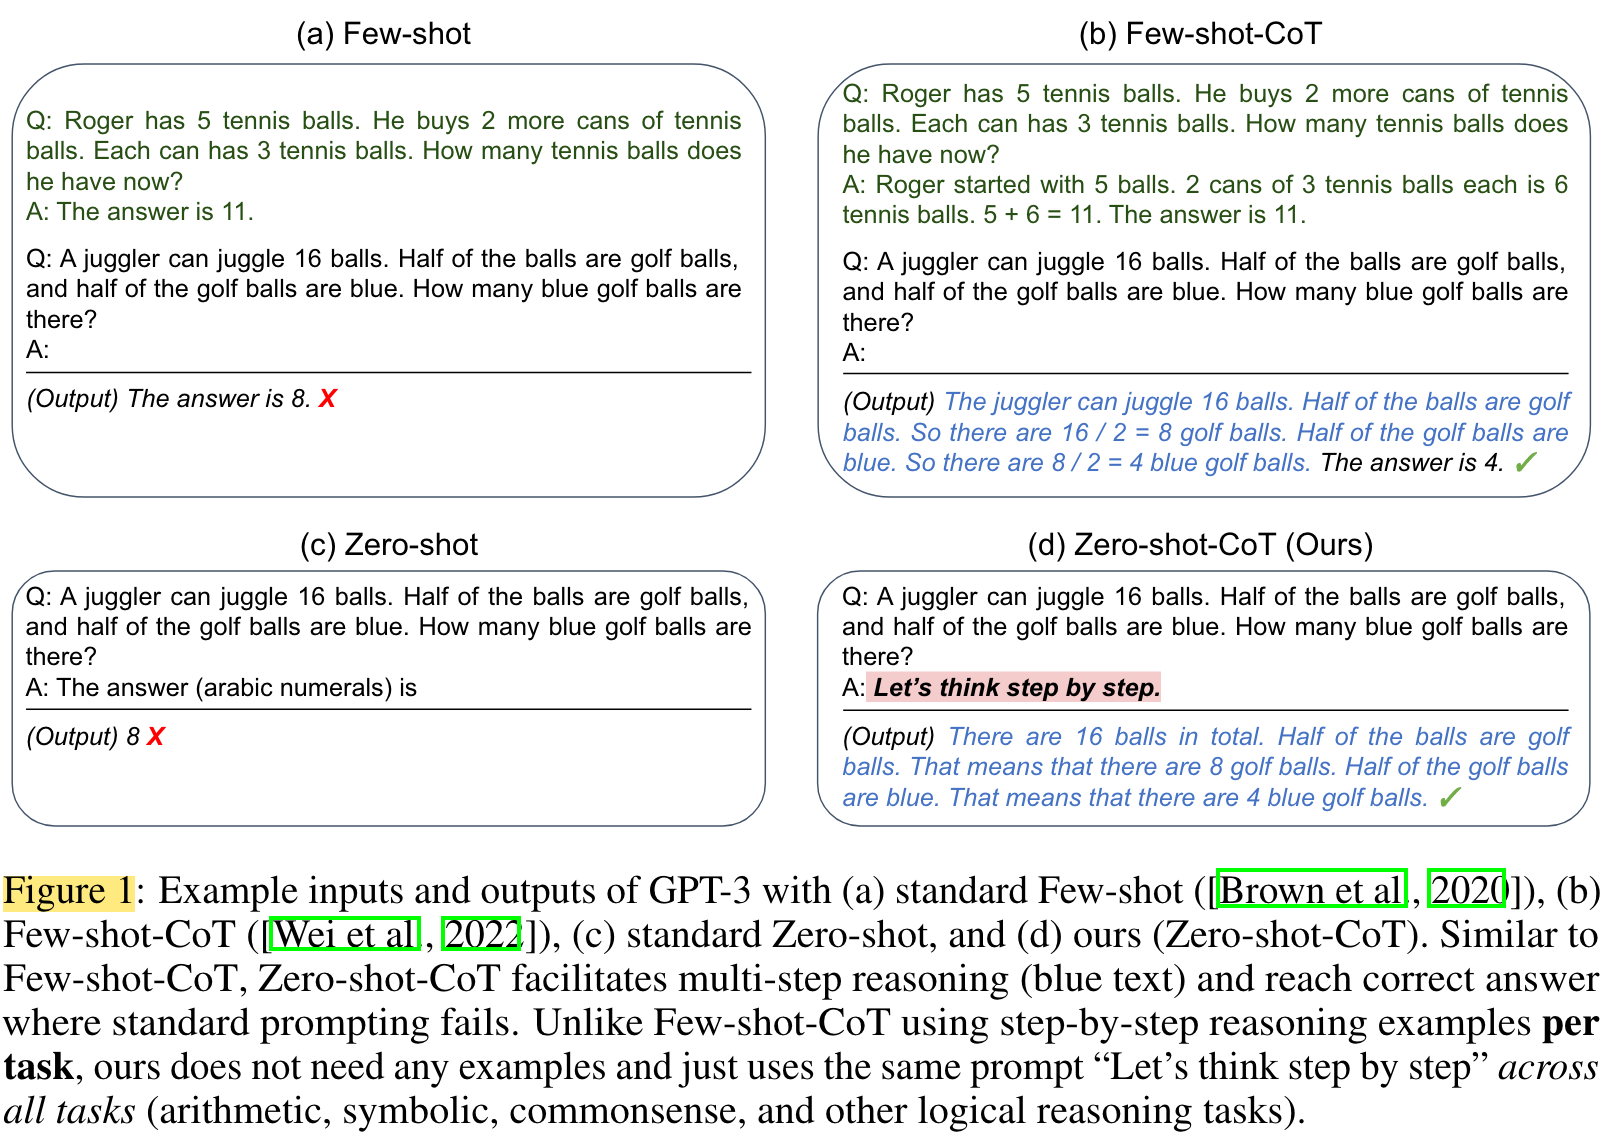 (a) Few-shot
Q: Roger has 5 tennis balls. He buys 2 more cans of tennis
balls. Each can has 3 tennis balls. How many tennis balls does
he have now?
A: The answer is 11.
Q: A juggler can juggle 16 balls. Half of the balls are golf balls,
and half of the golf balls are blue. How many blue golf balls are
there?
A:
(Output) The answer is 8. X
(b) Few-shot-CoT
Q: Roger has 5 tennis balls. He buys 2 more cans of tennis
balls. Each can has 3 tennis balls. How many tennis balls does
he have now?
A: Roger started with 5 balls. 2 cans of 3 tennis balls each is 6
tennis balls. 5 + 6 = 11. The answer is 11.
Q: A juggler can juggle 16 balls. Half of the balls are golf balls,
and half of the golf balls are blue. How many blue golf balls are
there?
A:
(Output) The juggler can juggle 16 balls. Half of the balls are golf
balls. So there are 16 / 2 = 8 golf balls. Half of the golf balls are
blue. So there are 8 / 2 = 4 blue golf balls. The answer is 4. ✓
(c) Zero-shot
Q: A juggler can juggle 16 balls. Half of the balls are golf balls,
and half of the golf balls are blue. How many blue golf balls are
there?
A: The answer (arabic numerals) is
(Output) 8 X
(d) Zero-shot-CoT (Ours)
Q: A juggler can juggle 16 balls. Half of the balls are golf balls,
and half of the golf balls are blue. How many blue golf balls are
there?
A: Let's think step by step.
(Output) There are 16 balls in total. Half of the balls are golf
balls. That means that there are 8 golf balls. Half of the golf balls
are blue. That means that there are 4 blue golf balls. ✓
Figure 1: Example inputs and outputs of GPT-3 with (a) standard Few-shot ([Brown et al., 2020]), (b)
Few-shot-CoT ([Wei et al., 2022]), (c) standard Zero-shot, and (d) ours (Zero-shot-CoT). Similar to
Few-shot-CoT, Zero-shot-CoT facilitates multi-step reasoning (blue text) and reach correct answer
where standard prompting fails. Unlike Few-shot-CoT using step-by-step reasoning examples per
task, ours does not need any examples and just uses the same prompt “Let's think step by step” across
all tasks (arithmetic, symbolic, commonsense, and other logical reasoning tasks).